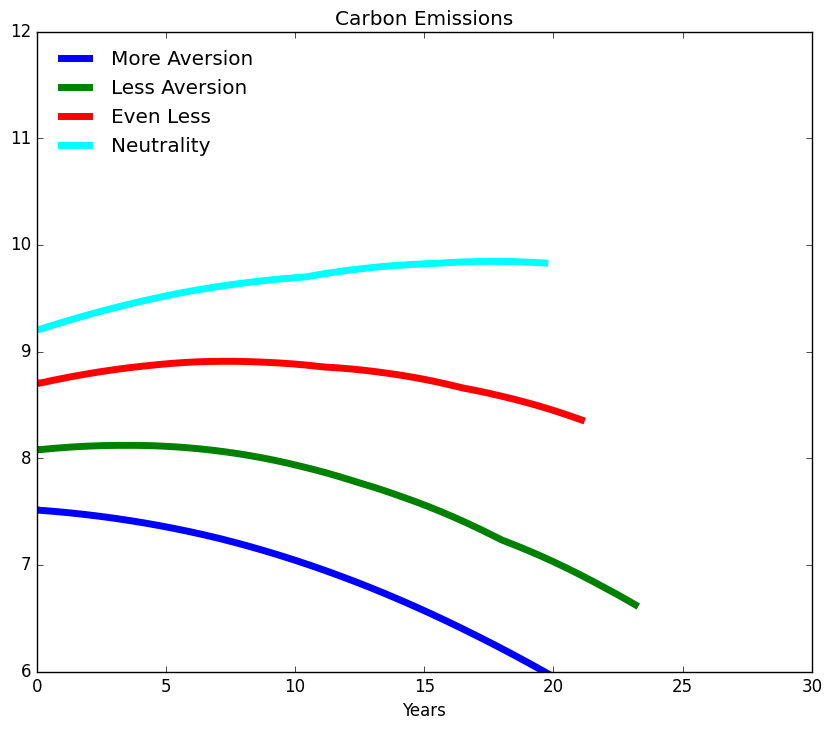 Carbon Emissions
12
More Aversion
Less Aversion
Even Less
Neutrality
11
10
9
8
7
6
0 5 10 15 20 25 30
Years